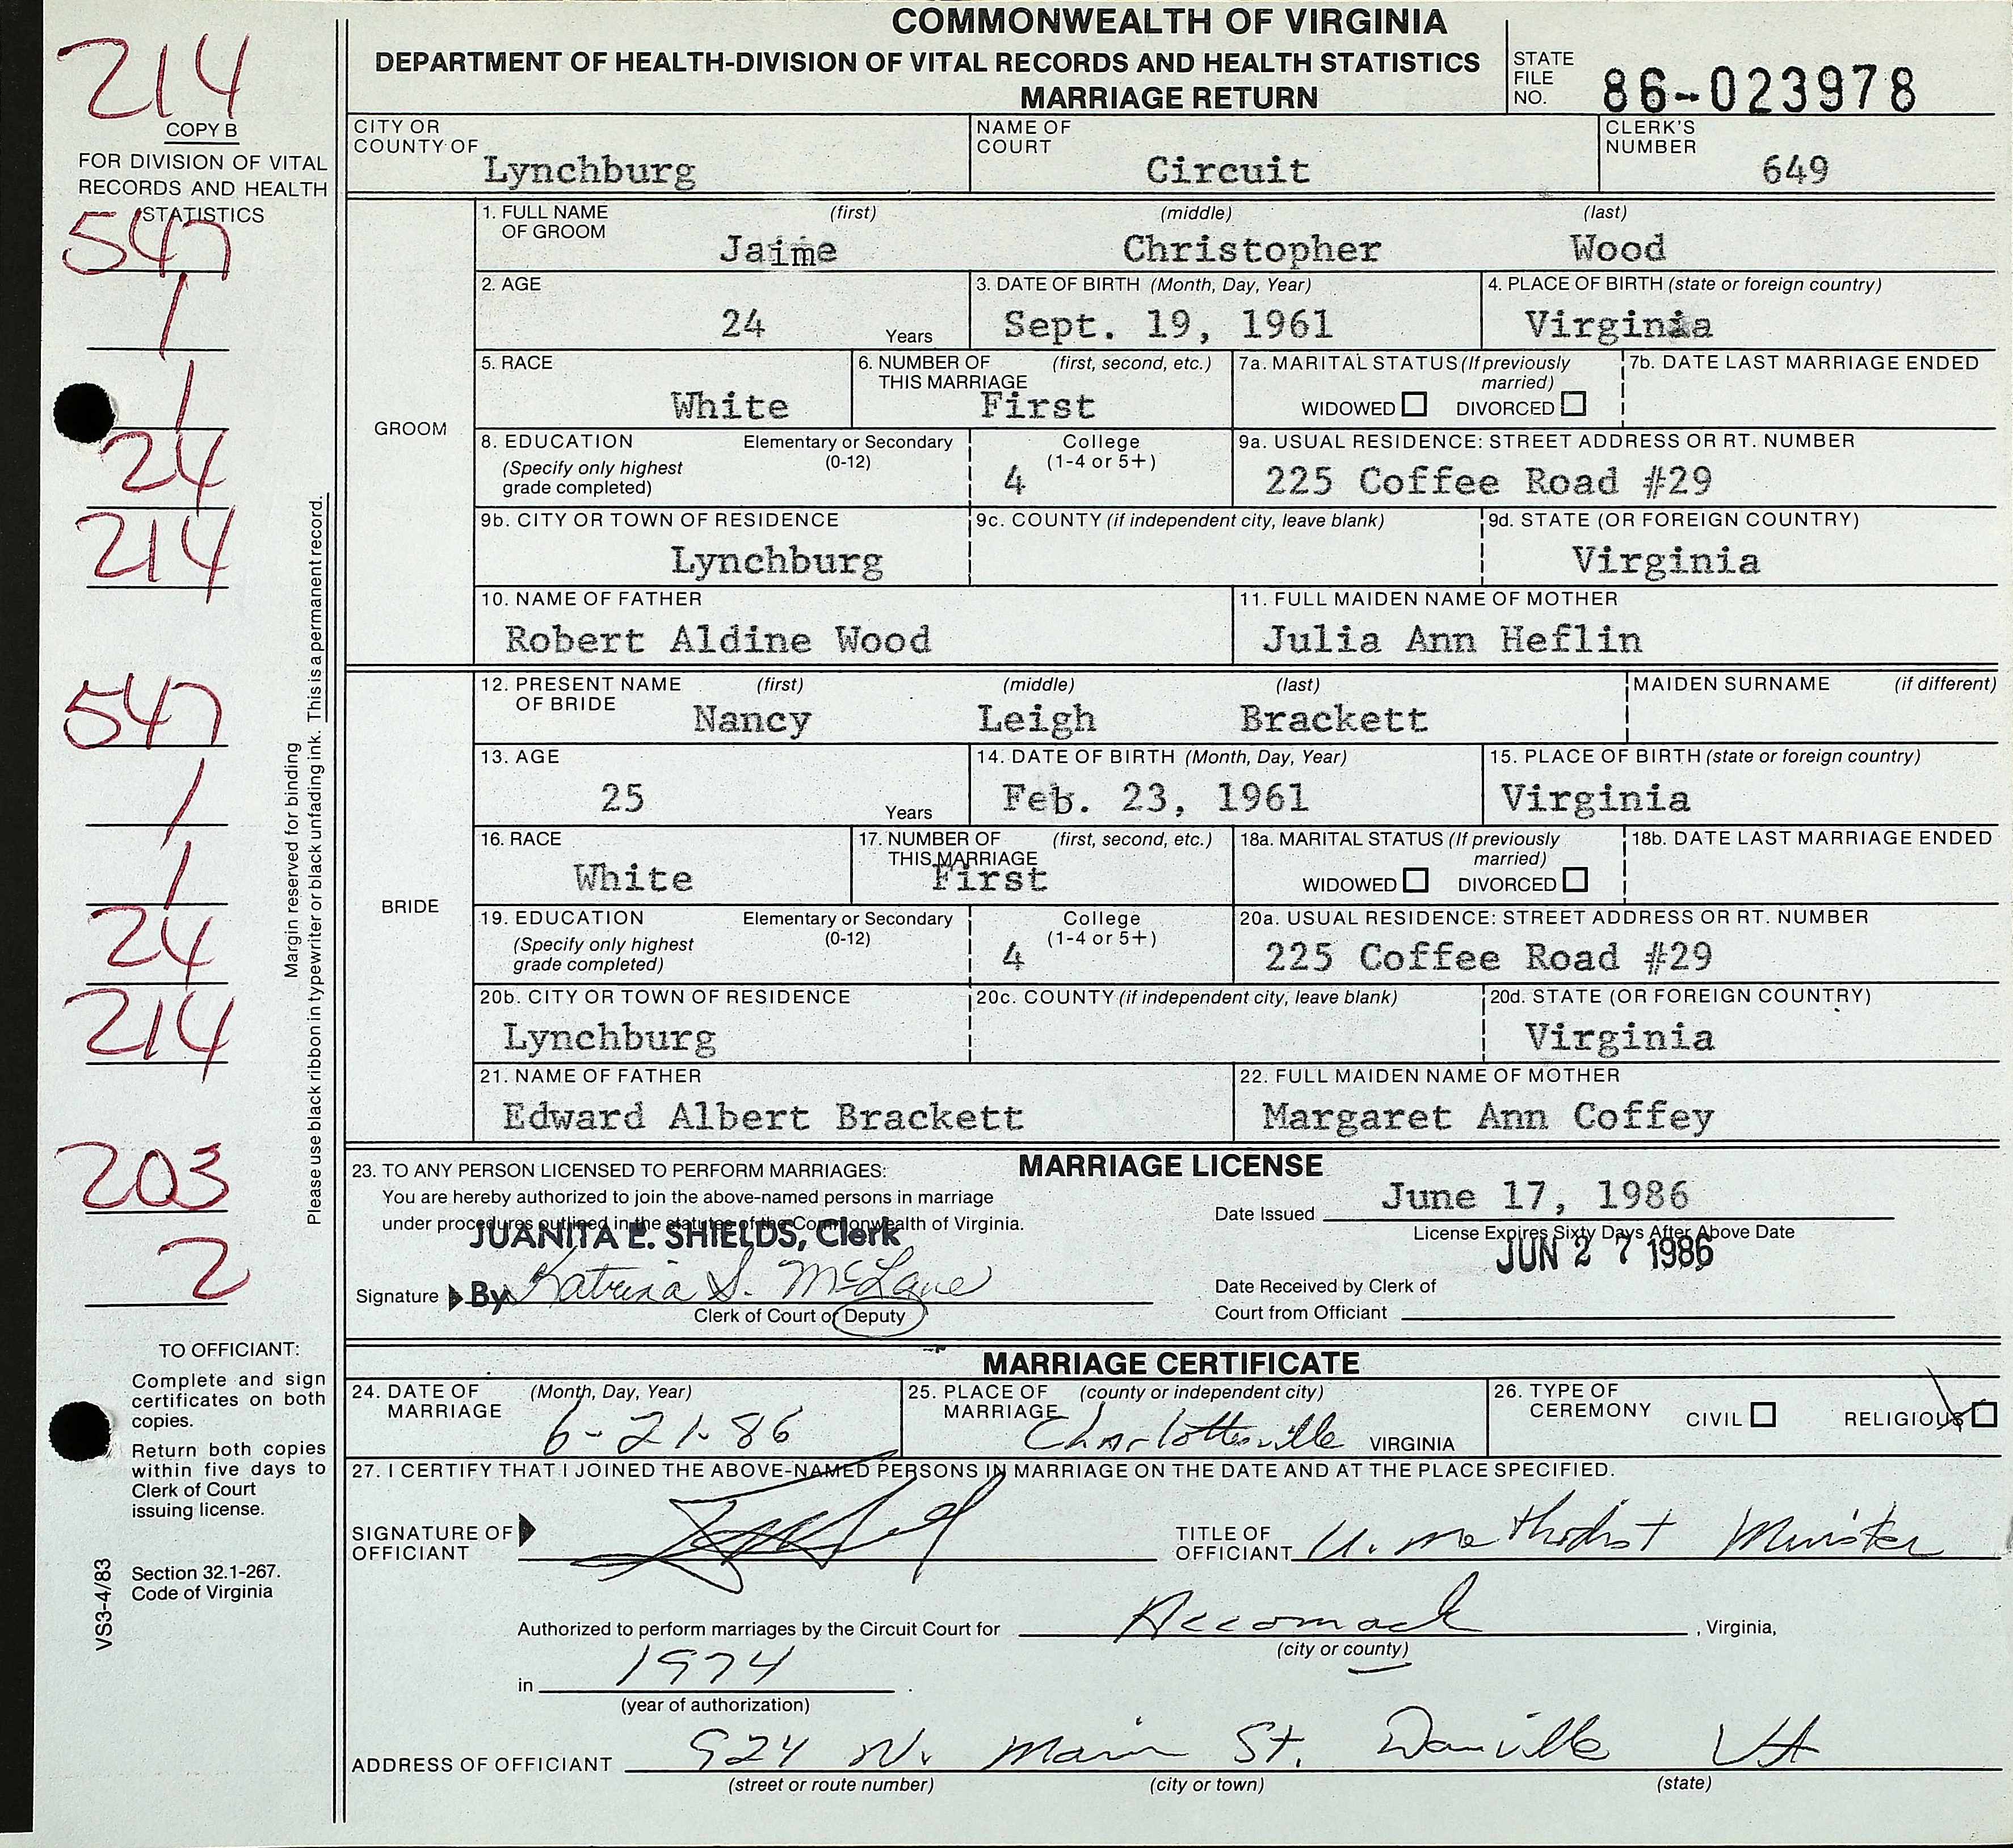 COMMONWEALTH OF VIRGINIA
DEPARTMENT OF HEALTH-DIVISION OF VITAL RECORDS AND HEALTH STATISTICS
MARRIAGE RETURN
STATE FILE NO. 86-023978
214
COPY B
FOR DIVISION OF VITAL
RECORDS AND HEALTH
STATISTICS
547
1
1
24
214
547
1
1
24
214
203
2
Margin reserved for binding
Please use black ribbon in typewriter or black unfading ink. This is a permanent record.
TO OFFICIANT:
Complete and sign
certificates on both
copies.
Return both copies
within five days to
Clerk of Court
issuing license.
Section 32.1-267.
Code of Virginia
VS3-4/83
CITY OR COUNTY OF Lynchburg
NAME OF COURT Circuit
CLERK'S NUMBER 649
GROOM
1. FULL NAME OF GROOM (first) (middle) (last)
Jaime Christopher Wood
2. AGE 24 Years
3. DATE OF BIRTH (Month, Day, Year) Sept. 19, 1961
4. PLACE OF BIRTH (state or foreign country) Virginia
5. RACE White
6. NUMBER OF THIS MARRIAGE (first, second, etc.) First
7a. MARITAL STATUS (If previously married) WIDOWED DIVORCED
7b. DATE LAST MARRIAGE ENDED
8. EDUCATION (Specify only highest grade completed) Elementary or Secondary (0-12)
College (1-4 or 5+) 4
9a. USUAL RESIDENCE: STREET ADDRESS OR RT. NUMBER 225 Coffee Road #29
9b. CITY OR TOWN OF RESIDENCE Lynchburg
9c. COUNTY (if independent city, leave blank)
9d. STATE (OR FOREIGN COUNTRY) Virginia
10. NAME OF FATHER Robert Aldine Wood
11. FULL MAIDEN NAME OF MOTHER Julia Ann Heflin
BRIDE
12. PRESENT NAME OF BRIDE (first) (middle) (last)
Nancy Leigh Brackett
MAIDEN SURNAME (if different)
13. AGE 25 Years
14. DATE OF BIRTH (Month, Day, Year) Feb. 23, 1961
15. PLACE OF BIRTH (state or foreign country) Virginia
16. RACE White
17. NUMBER OF THIS MARRIAGE (first, second, etc.) First
18a. MARITAL STATUS (If previously married) WIDOWED DIVORCED
18b. DATE LAST MARRIAGE ENDED
19. EDUCATION (Specify only highest grade completed) Elementary or Secondary (0-12)
College (1-4 or 5+) 4
20a. USUAL RESIDENCE: STREET ADDRESS OR RT. NUMBER 225 Coffee Road #29
20b. CITY OR TOWN OF RESIDENCE Lynchburg
20c. COUNTY (if independent city, leave blank)
20d. STATE (OR FOREIGN COUNTRY) Virginia
21. NAME OF FATHER Edward Albert Brackett
22. FULL MAIDEN NAME OF MOTHER Margaret Ann Coffey
MARRIAGE LICENSE
23. TO ANY PERSON LICENSED TO PERFORM MARRIAGES:
You are hereby authorized to join the above-named persons in marriage
under procedures outlined in the statutes of the Commonwealth of Virginia.
JUANITA E. SHIELDS, Clerk
Signature By Katrina S. McLane
Clerk of Court or Deputy
Date Issued June 17, 1986
License Expires Sixty Days After Above Date
JUN 27 1986
Date Received by Clerk of
Court from Officiant
MARRIAGE CERTIFICATE
24. DATE OF MARRIAGE (Month, Day, Year) 6-21-86
25. PLACE OF MARRIAGE (county or independent city) Charlottesville VIRGINIA
26. TYPE OF CEREMONY CIVIL RELIGIOUS
27. I CERTIFY THAT I JOINED THE ABOVE-NAMED PERSONS IN MARRIAGE ON THE DATE AND AT THE PLACE SPECIFIED.
SIGNATURE OF OFFICIANT
TITLE OF OFFICIANT U. Methodist Minister
Authorized to perform marriages by the Circuit Court for Accomack, Virginia,
(city or county)
in 1974.
(year of authorization)
ADDRESS OF OFFICIANT 924 N. Main St. Danville VA
(street or route number) (city or town) (state)